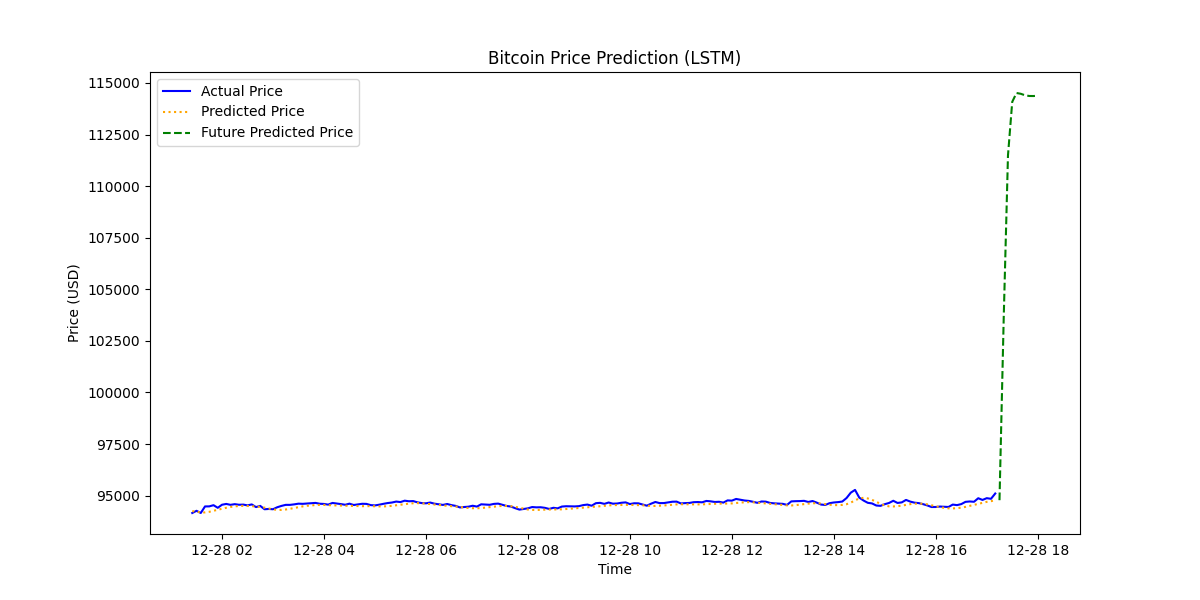 Bitcoin Price Prediction (LSTM)
Actual Price
Predicted Price
Future Predicted Price
Price (USD)
115000
112500
110000
107500
105000
102500
100000
97500
95000
12-28 02 12-28 04 12-28 06 12-28 08 12-28 10 12-28 12 12-28 14 12-28 16 12-28 18
Time